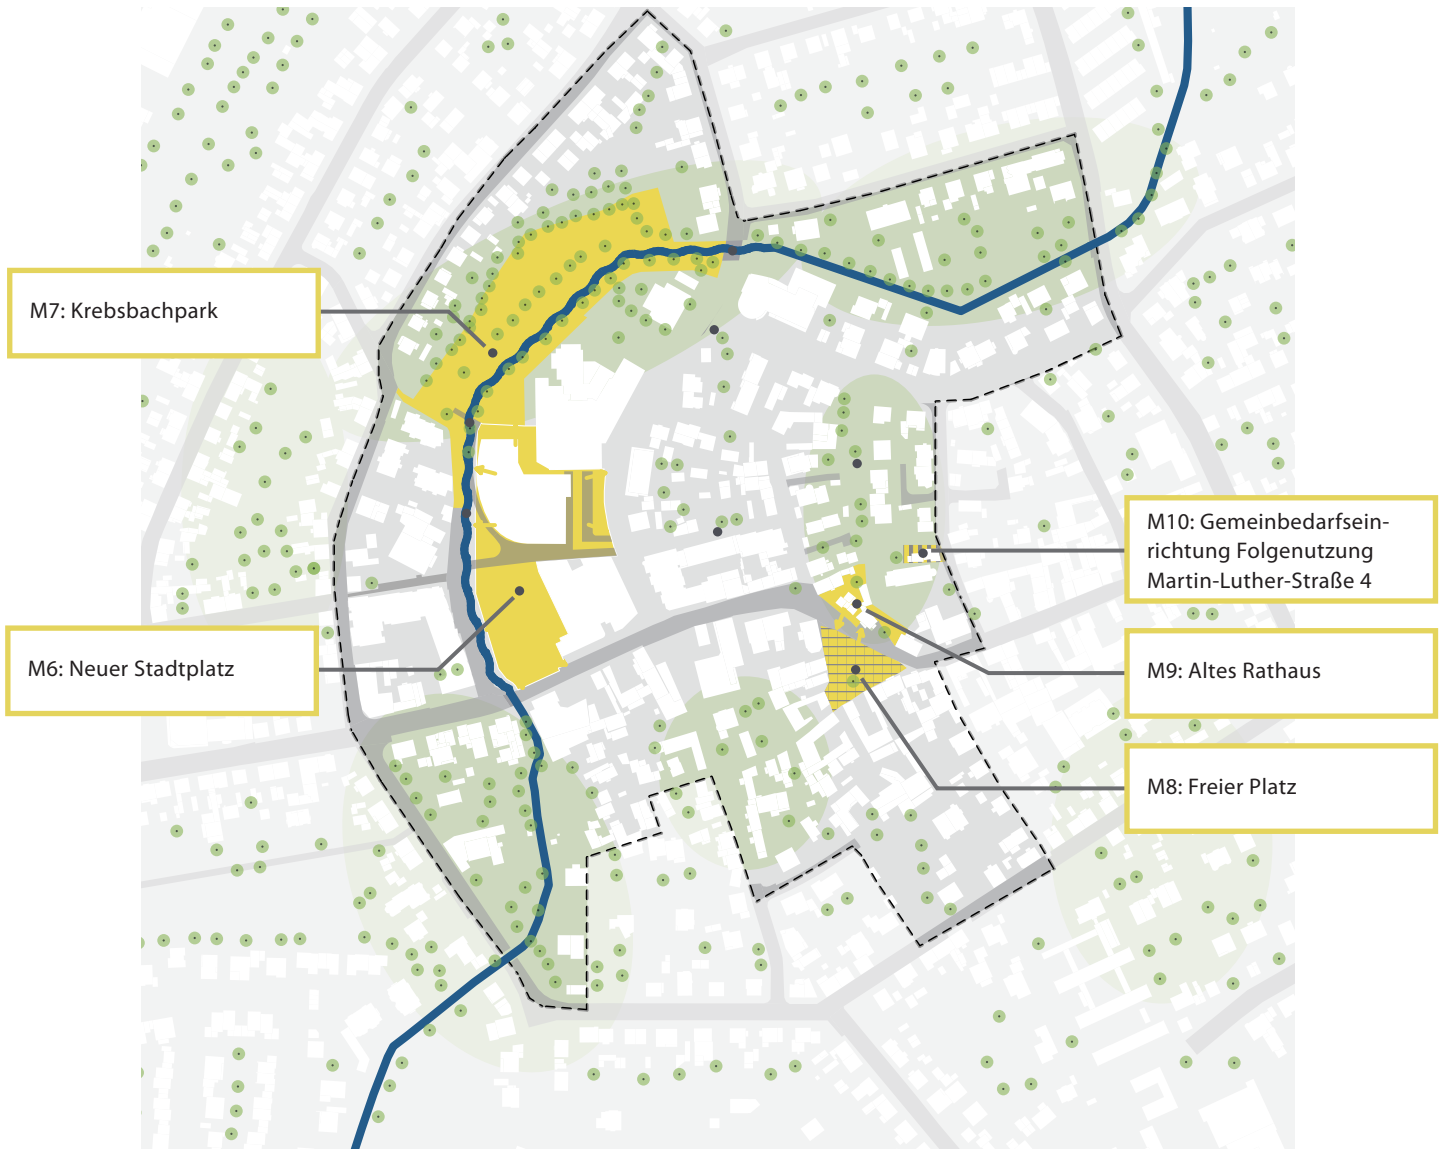 M7: Krebsbachpark
M10: Gemeinbedarfsein-
richtung Folgenutzung
Martin-Luther-Straße 4
M6: Neuer Stadtplatz
M9: Altes Rathaus
M8: Freier Platz